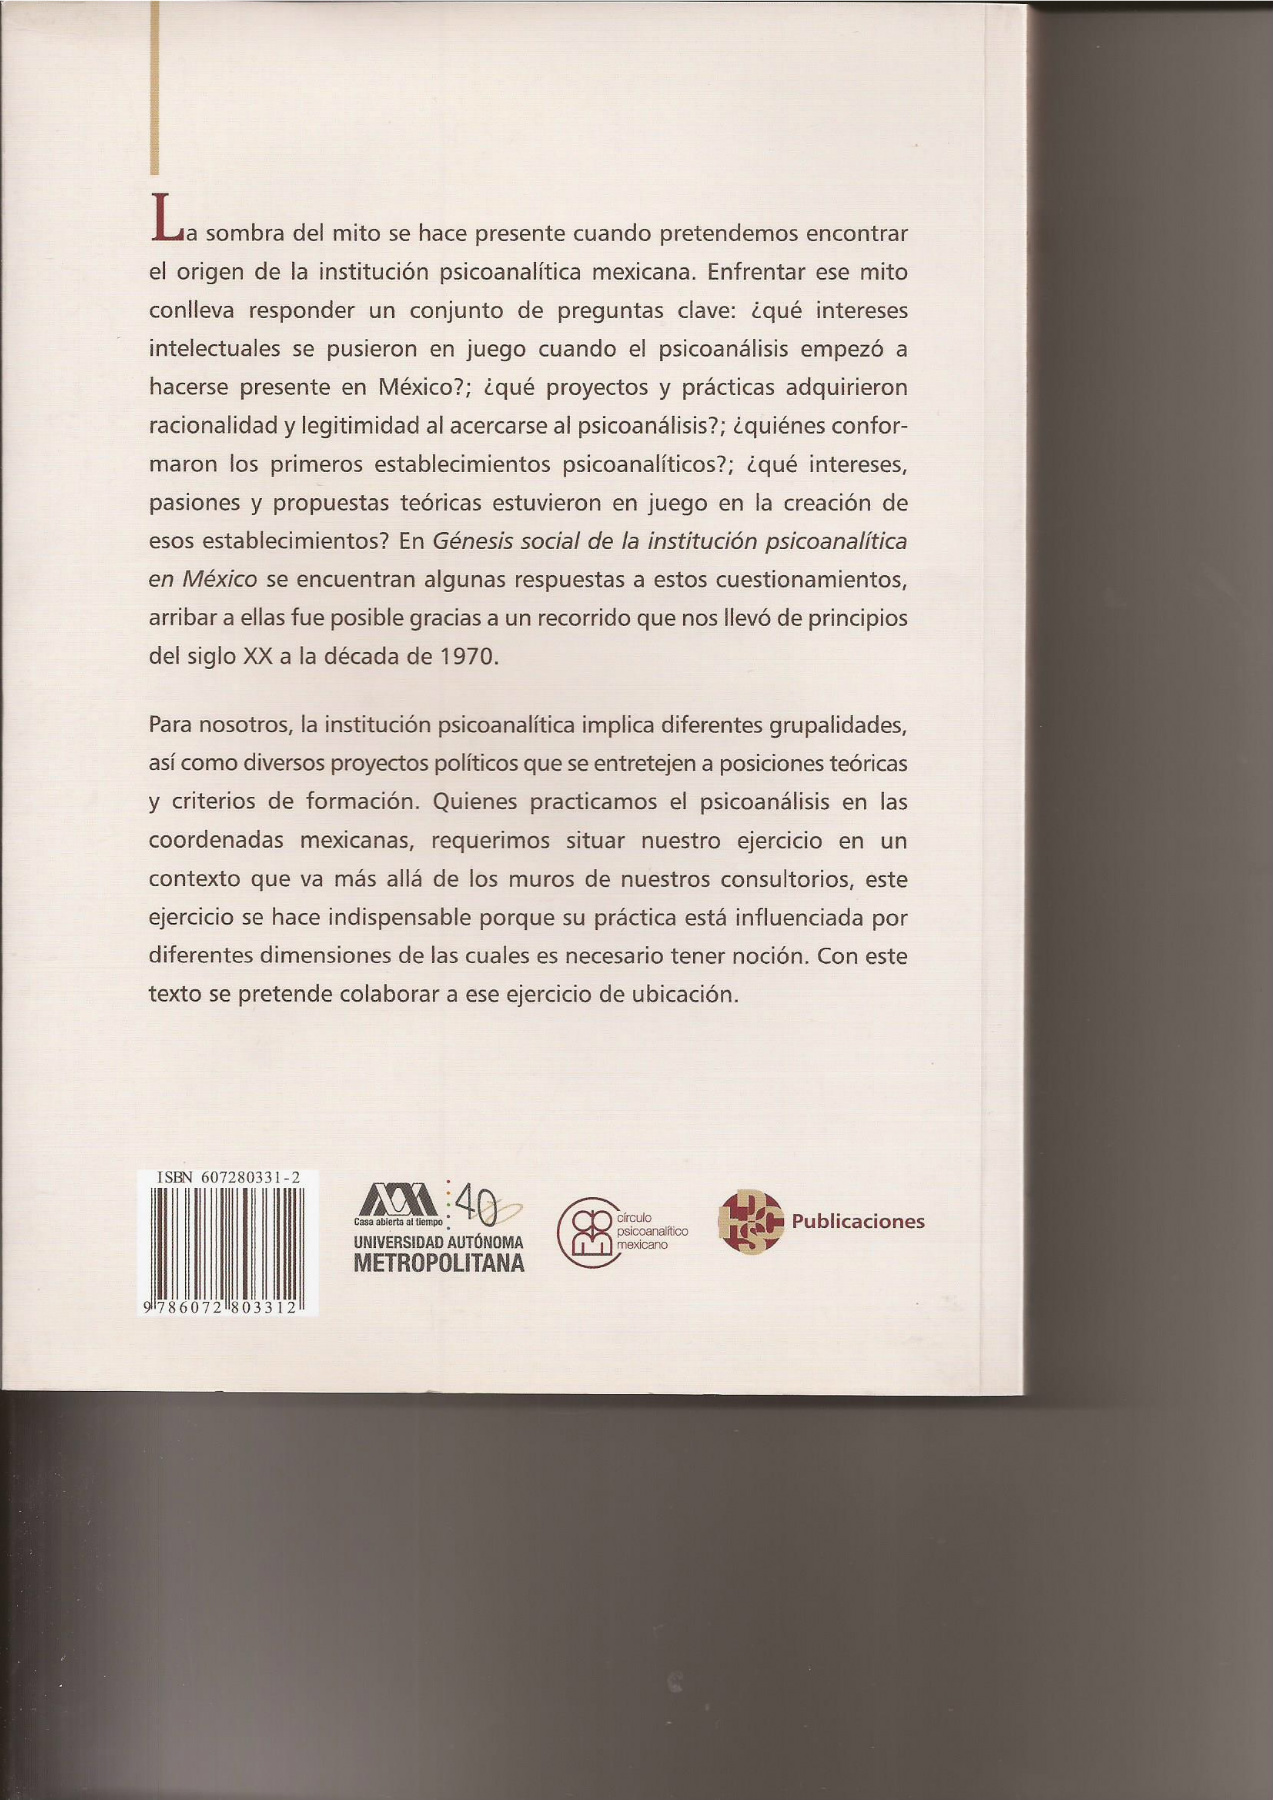 La sombra del mito se hace presente cuando pretendemos encontrar
el origen de la institución psicoanalítica mexicana. Enfrentar ese mito
conlleva responder un conjunto de preguntas clave: ¿qué intereses
intelectuales se pusieron en juego cuando el psicoanálisis empezó a
hacerse presente en México?; ¿qué proyectos y prácticas adquirieron
racionalidad y legitimidad al acercarse al psicoanálisis?; ¿quiénes confor-
maron los primeros establecimientos psicoanalíticos?; ¿qué intereses,
pasiones y propuestas teóricas estuvieron en juego en la creación de
esos establecimientos? En Génesis social de la institución psicoanalítica
en México se encuentran algunas respuestas a estos cuestionamientos,
arribar a ellas fue posible gracias a un recorrido que nos llevó de principios
del siglo XX a la década de 1970.
Para nosotros, la institución psicoanalítica implica diferentes grupalidades,
así como diversos proyectos políticos que se entretejen a posiciones teóricas
y criterios de formación. Quienes practicamos el psicoanálisis en las
coordenadas mexicanas, requerimos situar nuestro ejercicio en un
contexto que va más allá de los muros de nuestros consultorios, este
ejercicio se hace indispensable porque su práctica está influenciada por
diferentes dimensiones de las cuales es necesario tener noción. Con este
texto se pretende colaborar a ese ejercicio de ubicación.
ISBN 607280331-2
9 786072 803312
40
Casa abierta al tiempo
UNIVERSIDAD AUTÓNOMA
METROPOLITANA
círculo
psicoanalítico
mexicano
DCSH
Publicaciones